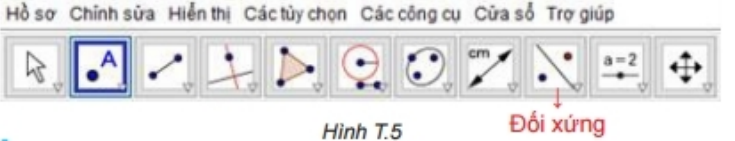 Hồ sơ Chỉnh sửa Hiển thị Các tùy chọn Các công cụ Cửa sổ Trợ giúp
A cm a=2
Hình T.5
Đối xứng